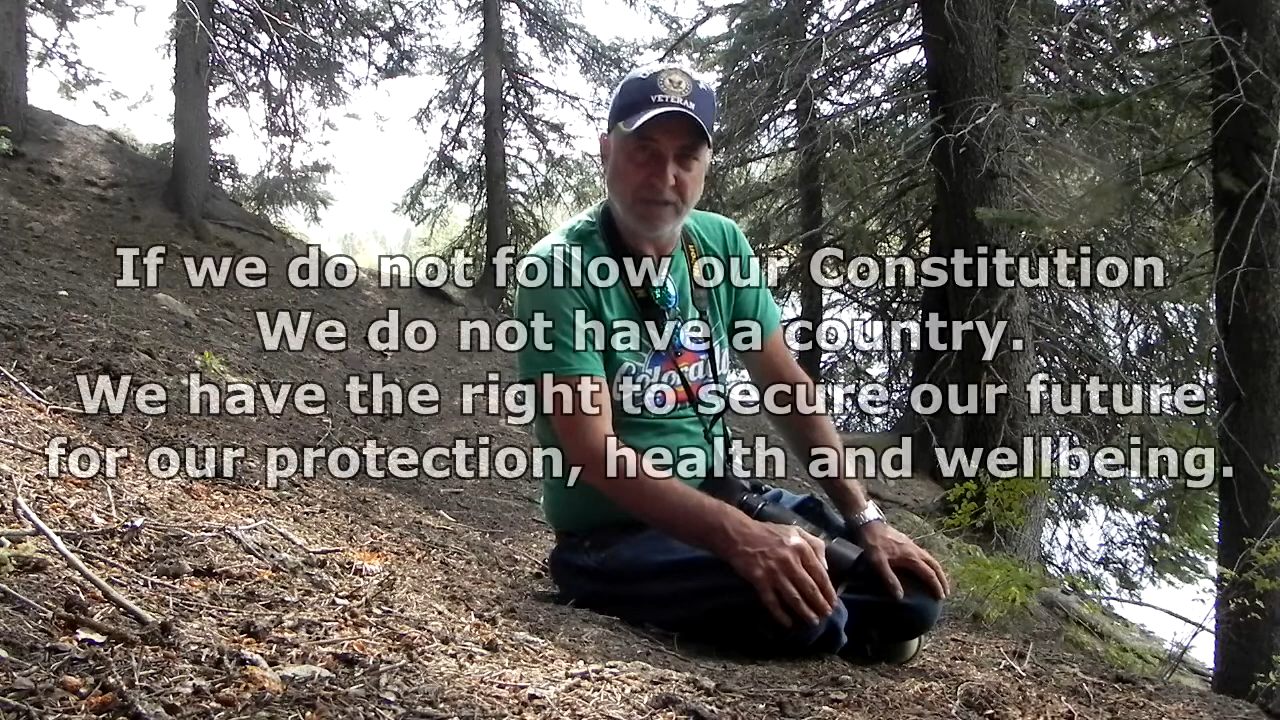 VETERAN
If we do not follow our Constitution
We do not have a country.
We have the right to secure our future
for our protection, health and wellbeing.